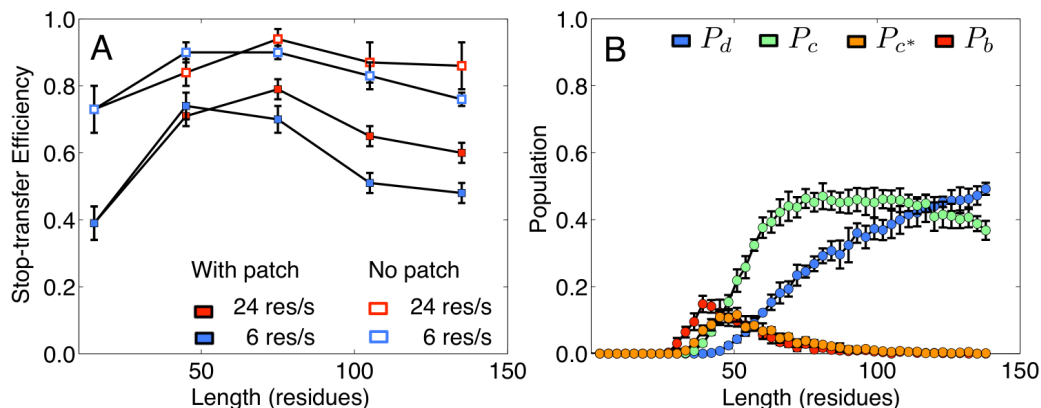 A
Stop-transfer Efficiency
1.0
0.8
0.6
0.4
0.2
0.0
With patch
No patch
24 res/s
24 res/s
6 res/s
6 res/s
50
100
150
Length (residues)
B
P_d
P_c
P_{c*}
P_b
Population
1.0
0.8
0.6
0.4
0.2
0.0
50
100
150
Length (residues)